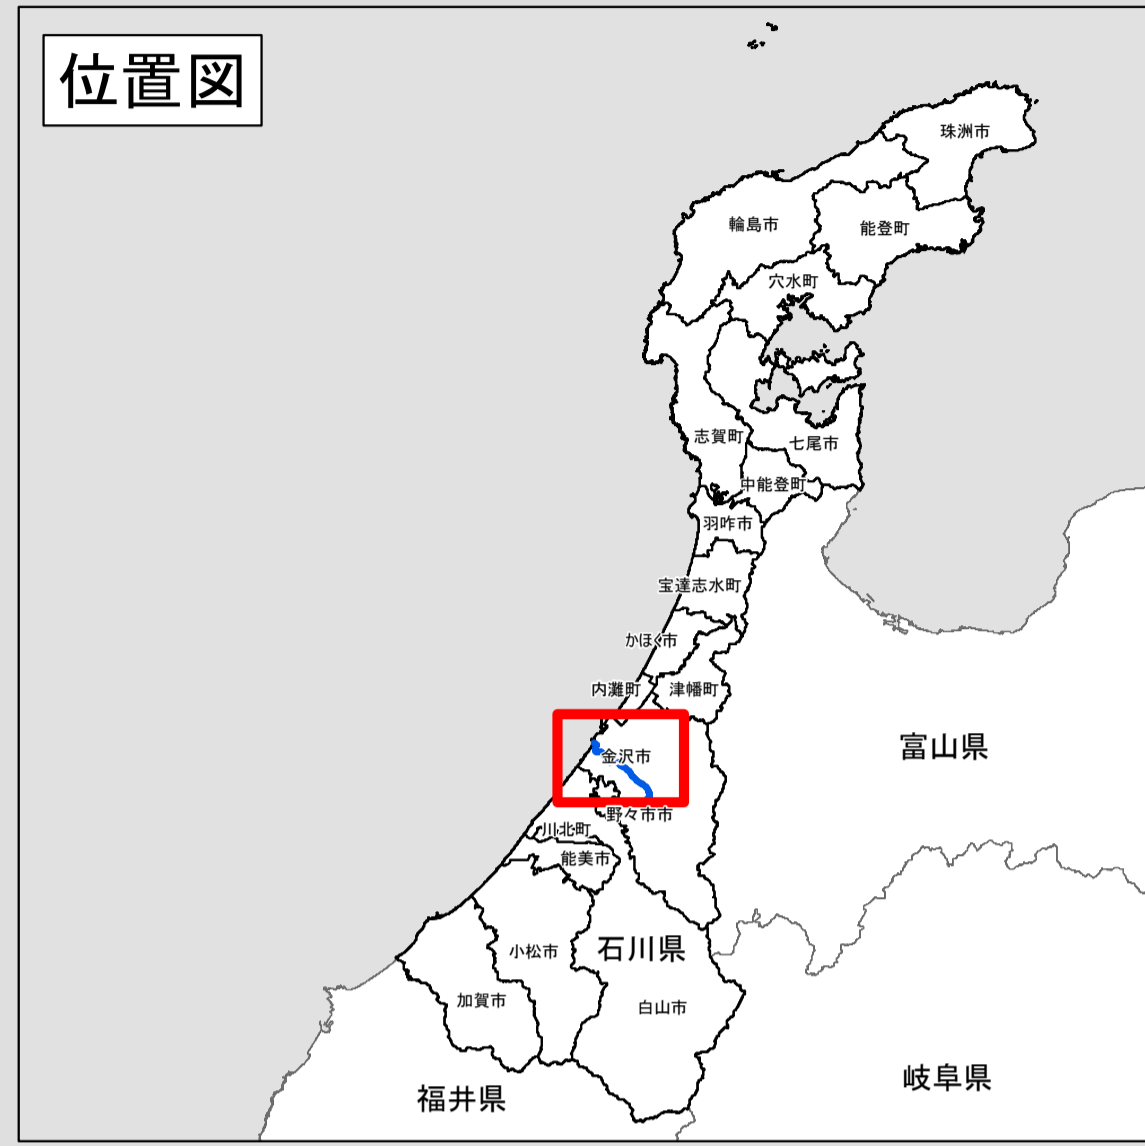 位置図
珠洲市
輪島市
能登町
穴水町
志賀町
七尾市
中能登町
羽咋市
宝達志水町
かほく市
内灘町
津幡町
富山県
金沢市
野々市市
川北町
能美市
小松市
石川県
加賀市
白山市
岐阜県
福井県